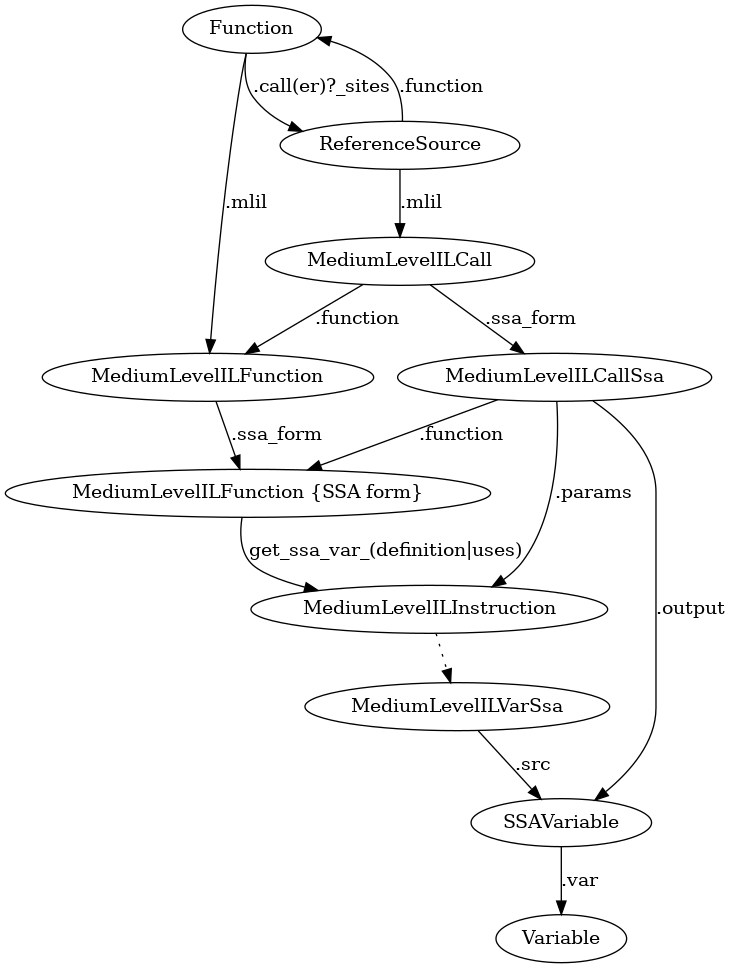 Function
.call(er)?_sites
.function
ReferenceSource
.mlil
.mlil
MediumLevelILCall
.function
.ssa_form
MediumLevelILFunction
MediumLevelILCallSsa
.ssa_form
.function
MediumLevelILFunction {SSA form}
.params
get_ssa_var_(definition|uses)
MediumLevelILInstruction
.output
MediumLevelILVarSsa
.src
SSAVariable
.var
Variable